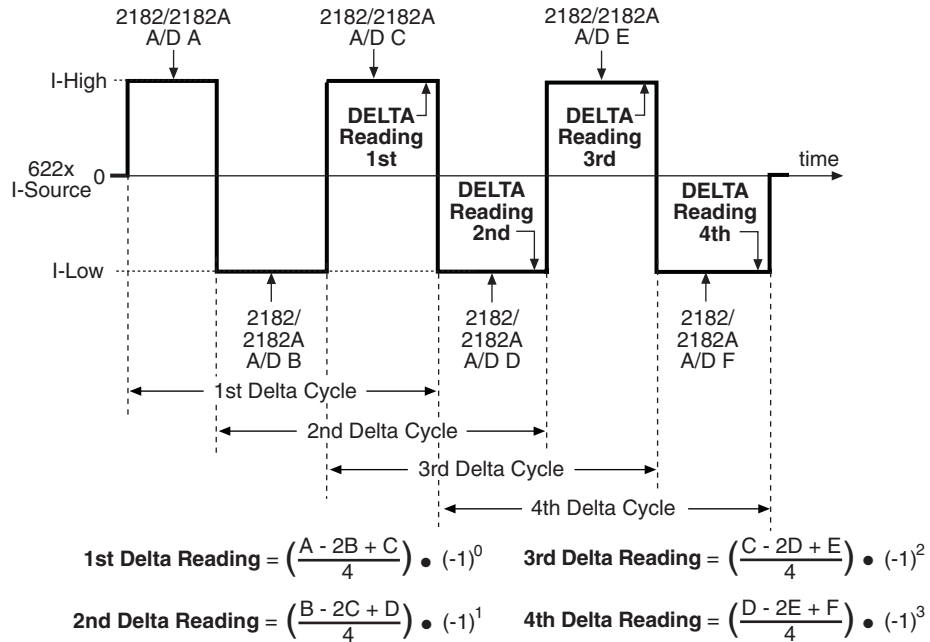 2182/2182A
A/D A
2182/2182A
A/D C
2182/2182A
A/D E
I-High
DELTA
Reading
1st
DELTA
Reading
3rd
622x
I-Source
0
time
DELTA
Reading
2nd
DELTA
Reading
4th
I-Low
2182/
2182A
A/D B
2182/
2182A
A/D D
2182/
2182A
A/D F
1st Delta Cycle
2nd Delta Cycle
3rd Delta Cycle
4th Delta Cycle
1st Delta Reading = (A - 2B + C / 4) • (-1)^0
3rd Delta Reading = (C - 2D + E / 4) • (-1)^2
2nd Delta Reading = (B - 2C + D / 4) • (-1)^1
4th Delta Reading = (D - 2E + F / 4) • (-1)^3